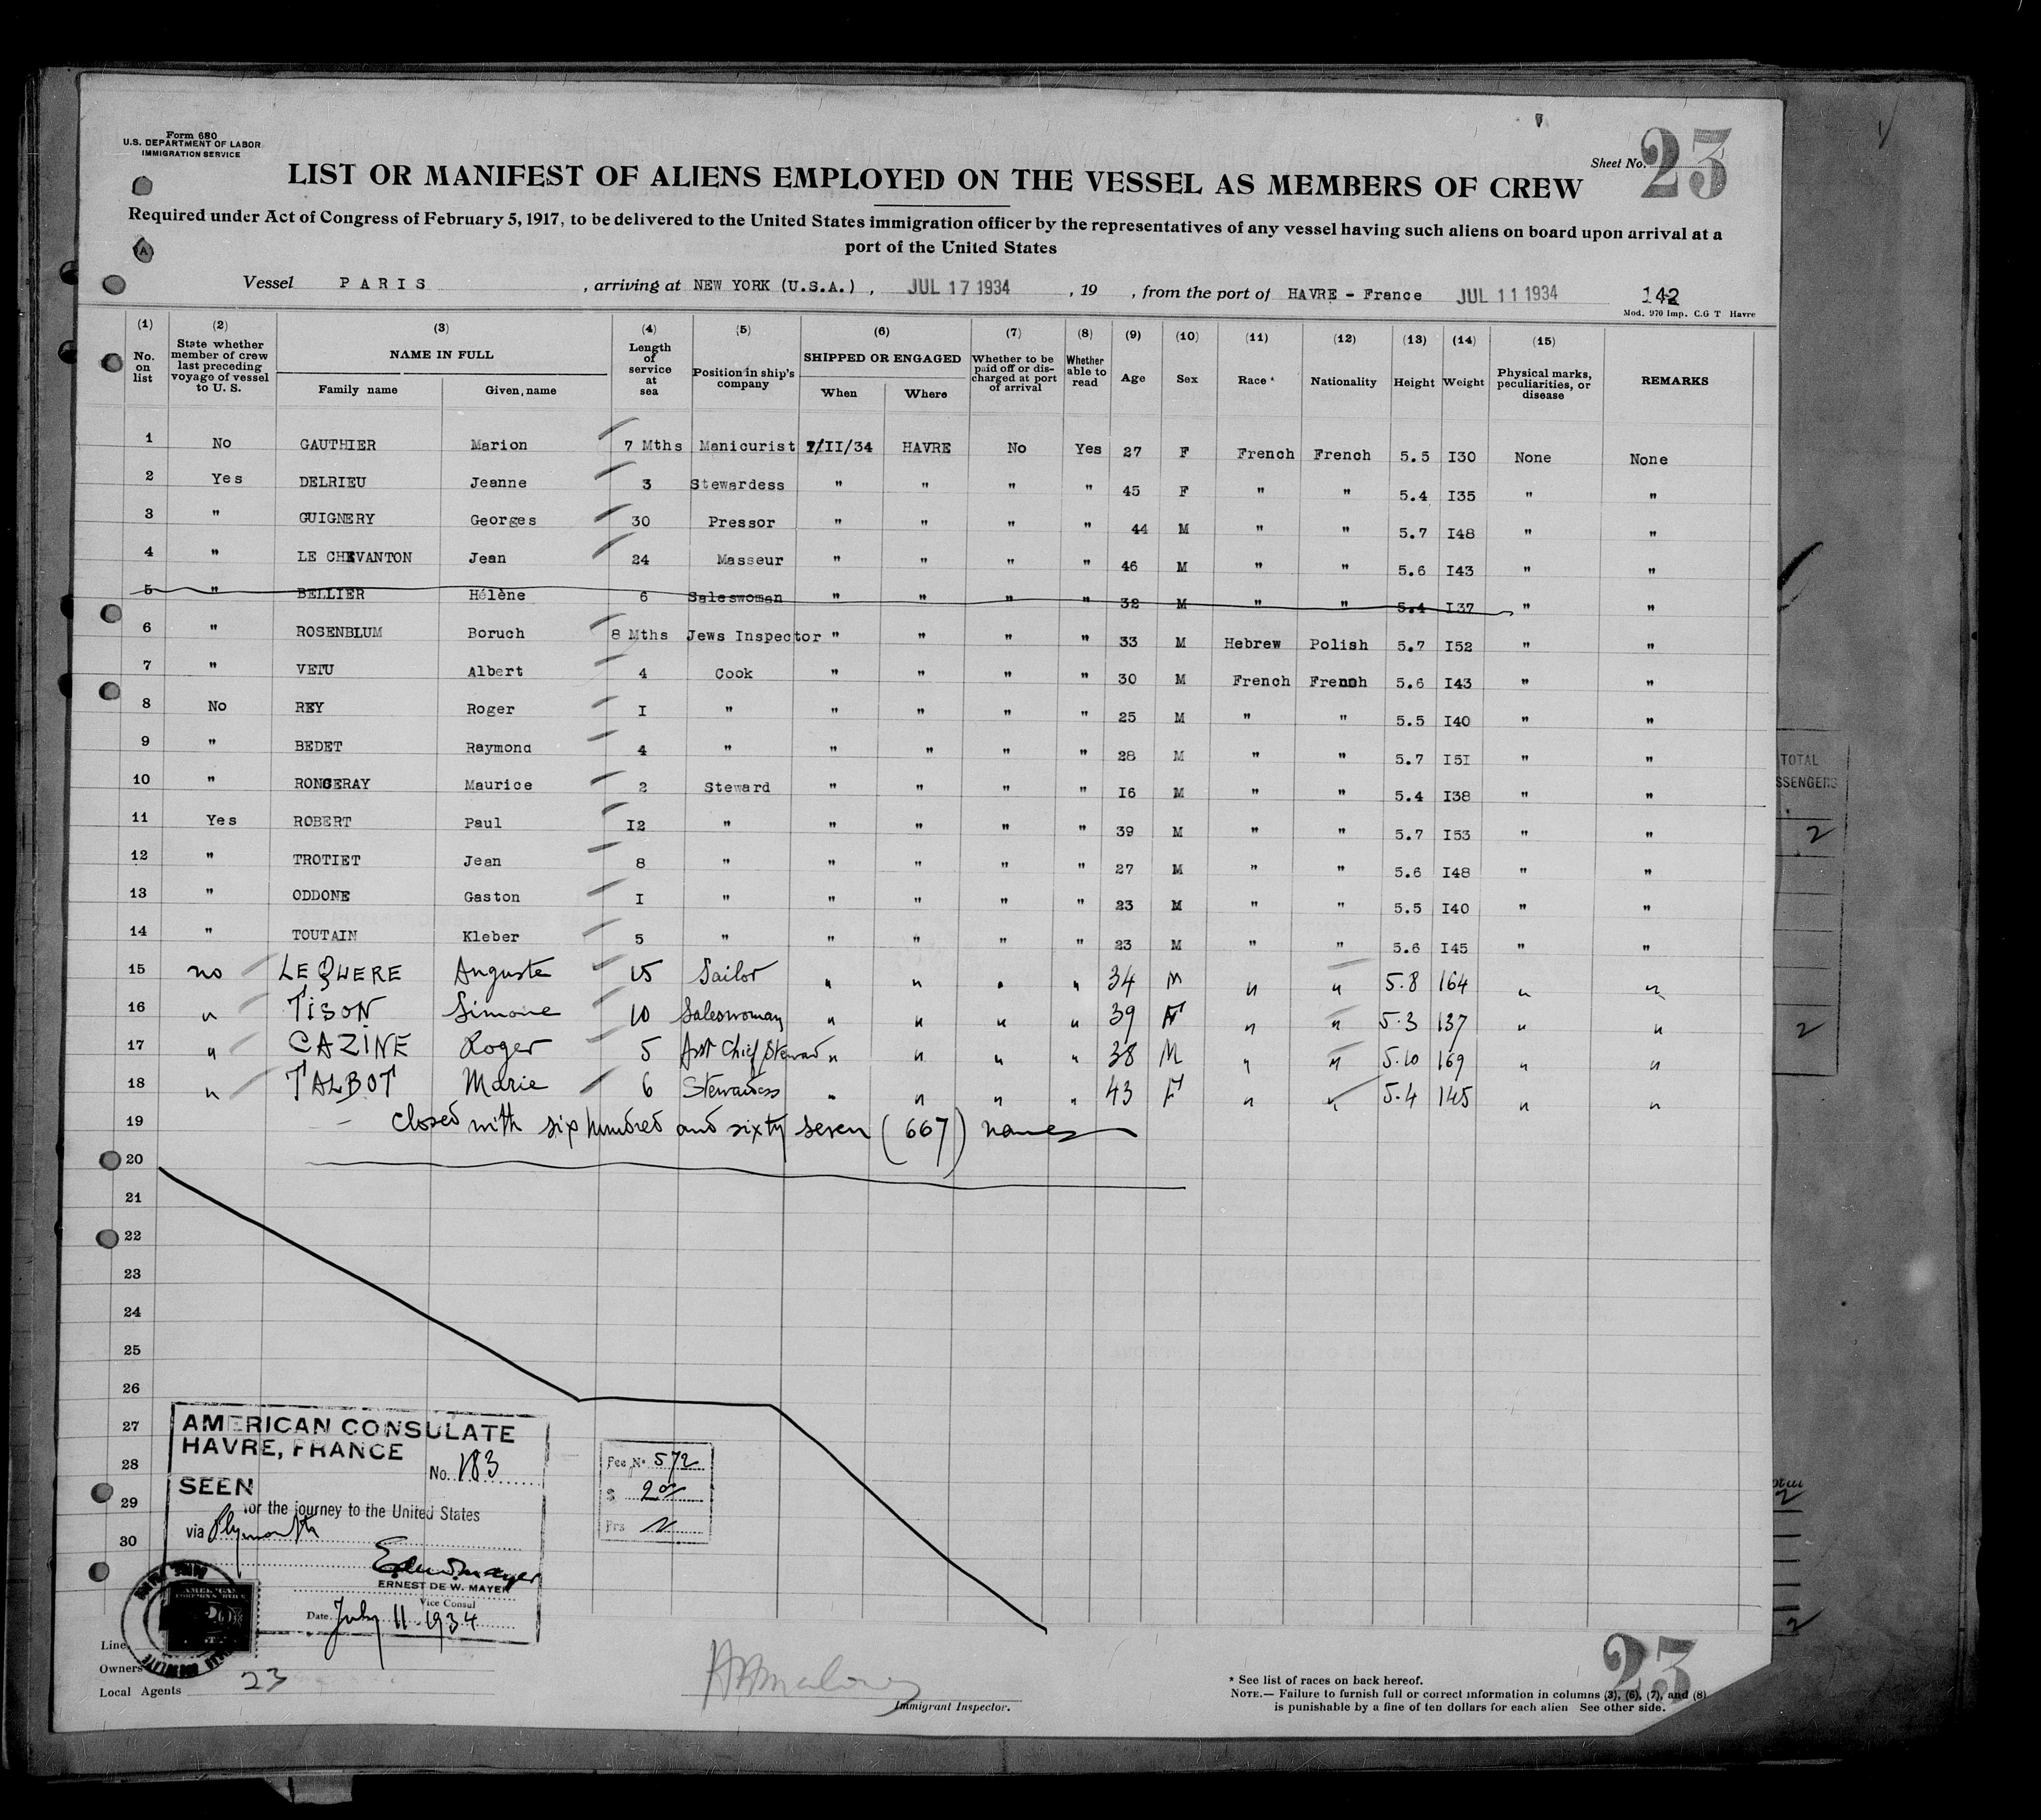 Form 680
U.S. DEPARTMENT OF LABOR
IMMIGRATION SERVICE
Sheet No. 23
LIST OR MANIFEST OF ALIENS EMPLOYED ON THE VESSEL AS MEMBERS OF CREW
Required under Act of Congress of February 5, 1917, to be delivered to the United States immigration officer by the representatives of any vessel having such aliens on board upon arrival at a
port of the United States
Vessel PARIS , arriving at NEW YORK (U.S.A.) , JUL 17 1934 , 19 , from the port of HAVRE - France JUL 11 1934 142
Mod. 970 Imp. C.G T Havre
(1) (2) (3) (4) (5) (6) (7) (8) (9) (10) (11) (12) (13) (14) (15)
No. on list State whether member of crew last preceding voyage of vessel to U. S. NAME IN FULL Family name Given name Length of service at sea Position in ship's company SHIPPED OR ENGAGED When Where Whether to be paid off or discharged at port of arrival Whether able to read Age Sex Race * Nationality Height Weight Physical marks, peculiarities, or disease REMARKS
1 No GAUTHIER Marion 7 Mths Manicurist 7/II/34 HAVRE No Yes 27 F French French 5.5 I30 None None
2 Yes DELRIEU Jeanne 3 Stewardess " " " " 45 F " " 5.4 I35 " "
3 " GUIGNERY Georges 30 Pressor " " " " 44 M " " 5.7 I48 " "
4 " LE CHEVANTON Jean 24 Masseur " " " " 46 M " " 5.6 I43 " "
5 " BELLIER Hélène 6 Saleswoman " " " " 32 M " " 5.4 I37 " "
6 " ROSENBLUM Boruch 8 Mths Jews Inspector " " " " 33 M Hebrew Polish 5.7 I52 " "
7 " VETU Albert 4 Cook " " " " 30 M French French 5.6 I43 " "
8 No REY Roger I " " " " " 25 M " " 5.5 I40 " "
9 " BEDET Raymond 4 " " " " " 28 M " " 5.7 I5I " "
10 " RONGERAY Maurice 2 Steward " " " " I6 M " " 5.4 I38 " "
11 Yes ROBERT Paul I2 " " " " " 39 M " " 5.7 I53 " "
12 " TROTIET Jean 8 " " " " " 27 M " " 5.6 I48 " "
13 " ODDONE Gaston I " " " " " 23 M " " 5.5 I40 " "
14 " TOUTAIN Kleber 5 " " " " " 23 M " " 5.6 I45 " "
15 no LE QUERE Auguste 15 Sailor " " " " 34 M " " 5.8 164 " "
16 " TISON Simone 10 Saleswoman " " " " 39 F " " 5.3 137 " "
17 " CAZINE Roger 5 Asst Chief Steward " " " " 38 M " " 5.10 169 " "
18 " TALBOT Marie 6 Stewardess " " " " 43 F " " 5.4 145 " "
19 - closed with six hundred and sixty seven (667) names
20
21
22
23
24
25
26
27
28
29
30
AMERICAN CONSULATE
HAVRE, FRANCE
No. 183
SEEN
for the journey to the United States
via Plymouth
ERNEST DE W. MAYER
Vice Consul
Date July 11 1934
Fee No 572
$ 2
Frs
AMERICAN
Line
Owners
Local Agents 23
Immigrant Inspector.
* See list of races on back hereof.
NOTE.— Failure to furnish full or correct information in columns (3), (6), (7), and (8)
is punishable by a fine of ten dollars for each alien See other side.
23
TOTAL
SSENGERS
2
2
2
2